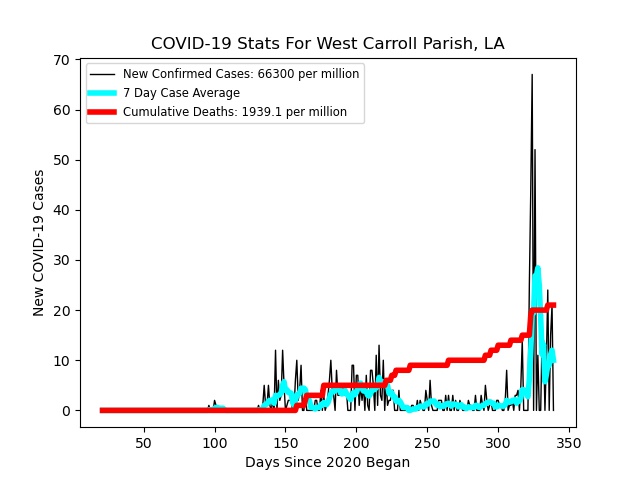 COVID-19 Stats For West Carroll Parish, LA
New Confirmed Cases: 66300 per million
7 Day Case Average
Cumulative Deaths: 1939.1 per million
New COVID-19 Cases
70
60
50
40
30
20
10
0
50 100 150 200 250 300 350
Days Since 2020 Began